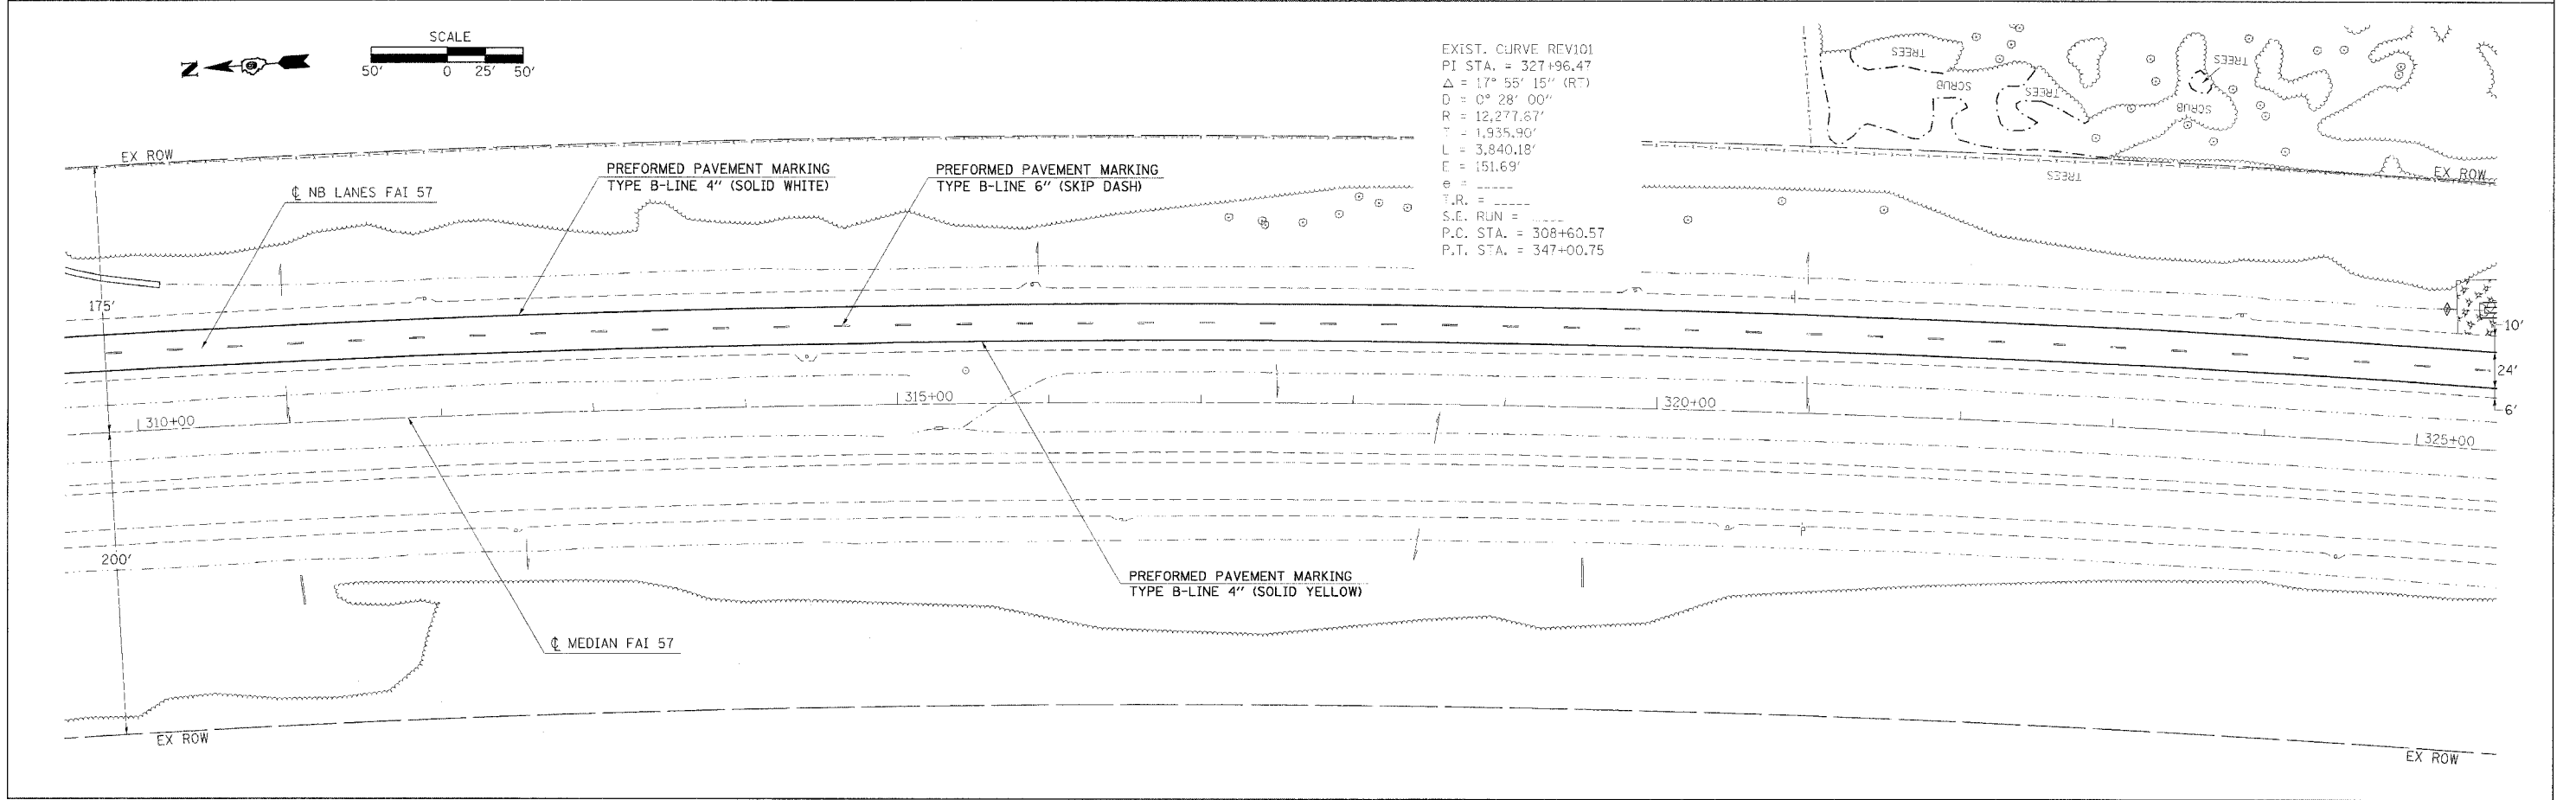 SCALE
N
50' 0 25' 50'
EXIST. CURVE REV101
PI STA. = 327+96.47
Δ = 17° 55' 15" (RT)
D = 0° 28' 00"
R = 12,277.67'
T = 1,935.90'
L = 3,840.18'
E = 151.69'
e = _____
T.R. = _____
S.E. RUN = _____
P.C. STA. = 308+60.57
P.T. STA. = 347+00.75
TREES
SCRUB
TREES
TREES
SCRUB
TREES
EX ROW
EX ROW
℄ NB LANES FAI 57
PREFORMED PAVEMENT MARKING
TYPE B-LINE 4" (SOLID WHITE)
PREFORMED PAVEMENT MARKING
TYPE B-LINE 6" (SKIP DASH)
175'
10'
24'
6'
310+00
315+00
320+00
325+00
200'
PREFORMED PAVEMENT MARKING
TYPE B-LINE 4" (SOLID YELLOW)
℄ MEDIAN FAI 57
EX ROW
EX ROW